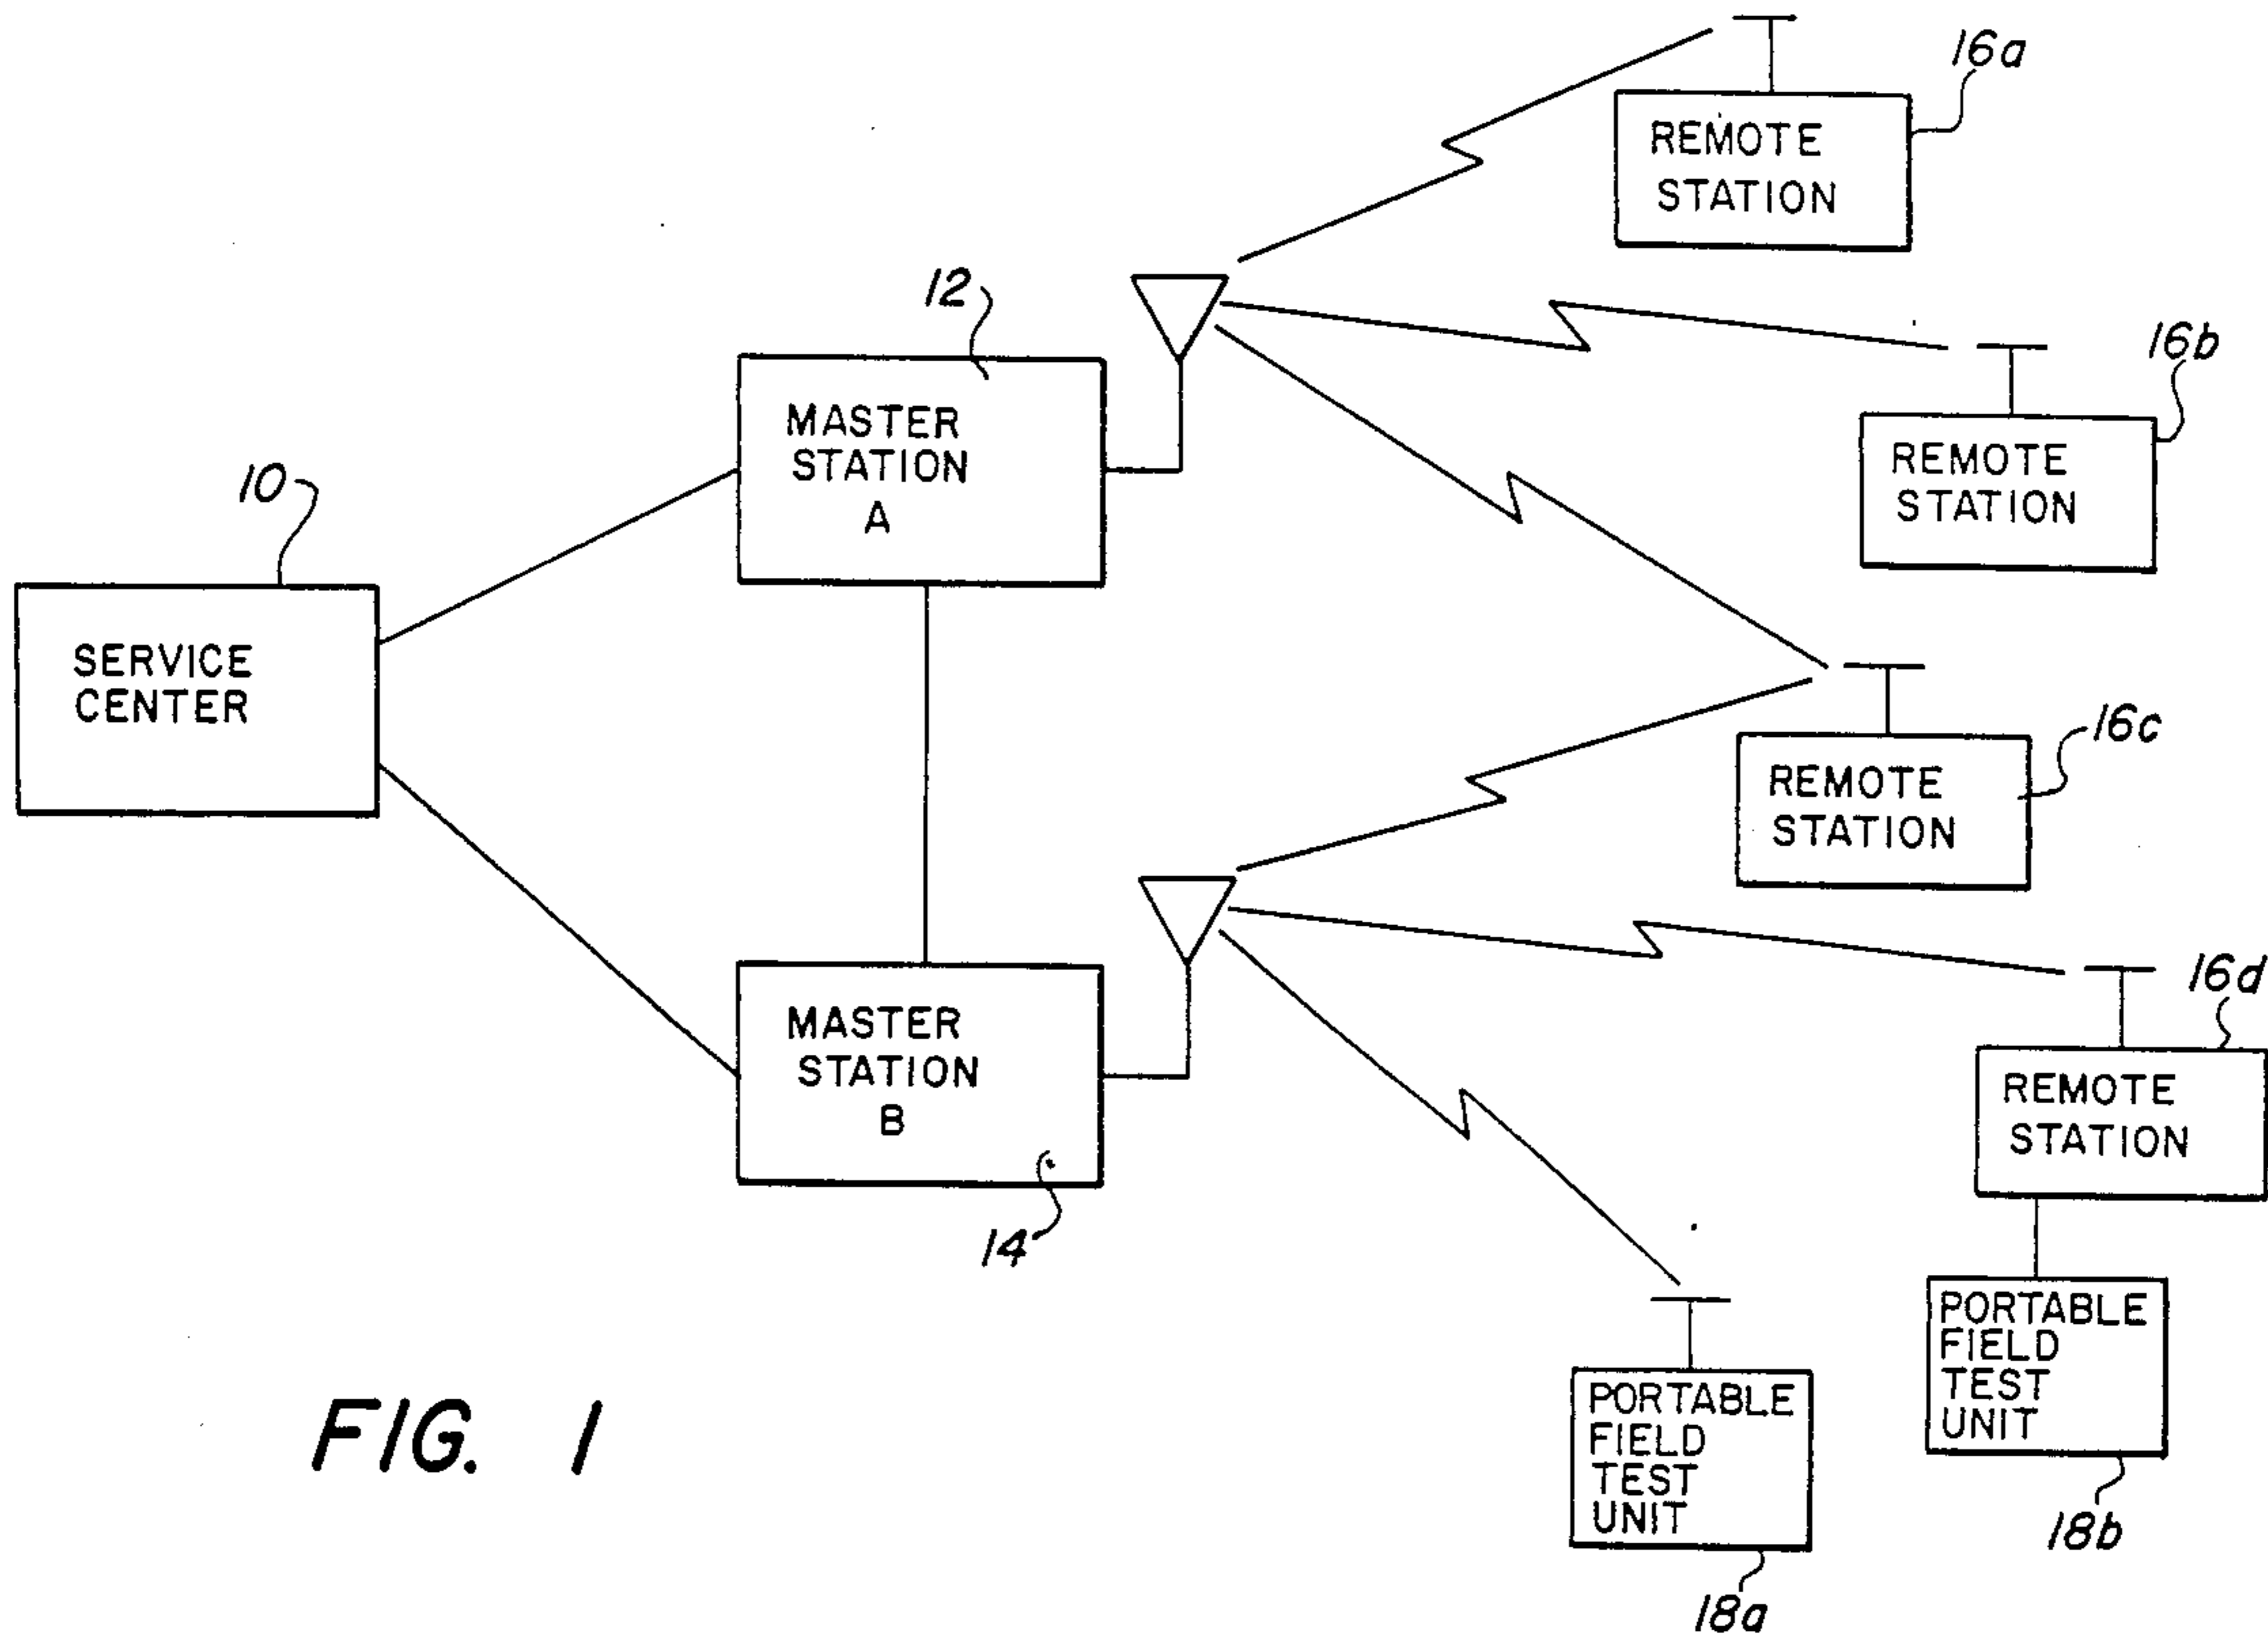 16a
REMOTE
STATION
12
16b
MASTER
STATION
A
REMOTE
STATION
10
SERVICE
CENTER
16c
REMOTE
STATION
16d
MASTER
STATION
B
REMOTE
STATION
14
PORTABLE
FIELD
TEST
UNIT
18b
PORTABLE
FIELD
TEST
UNIT
18a
FIG. 1